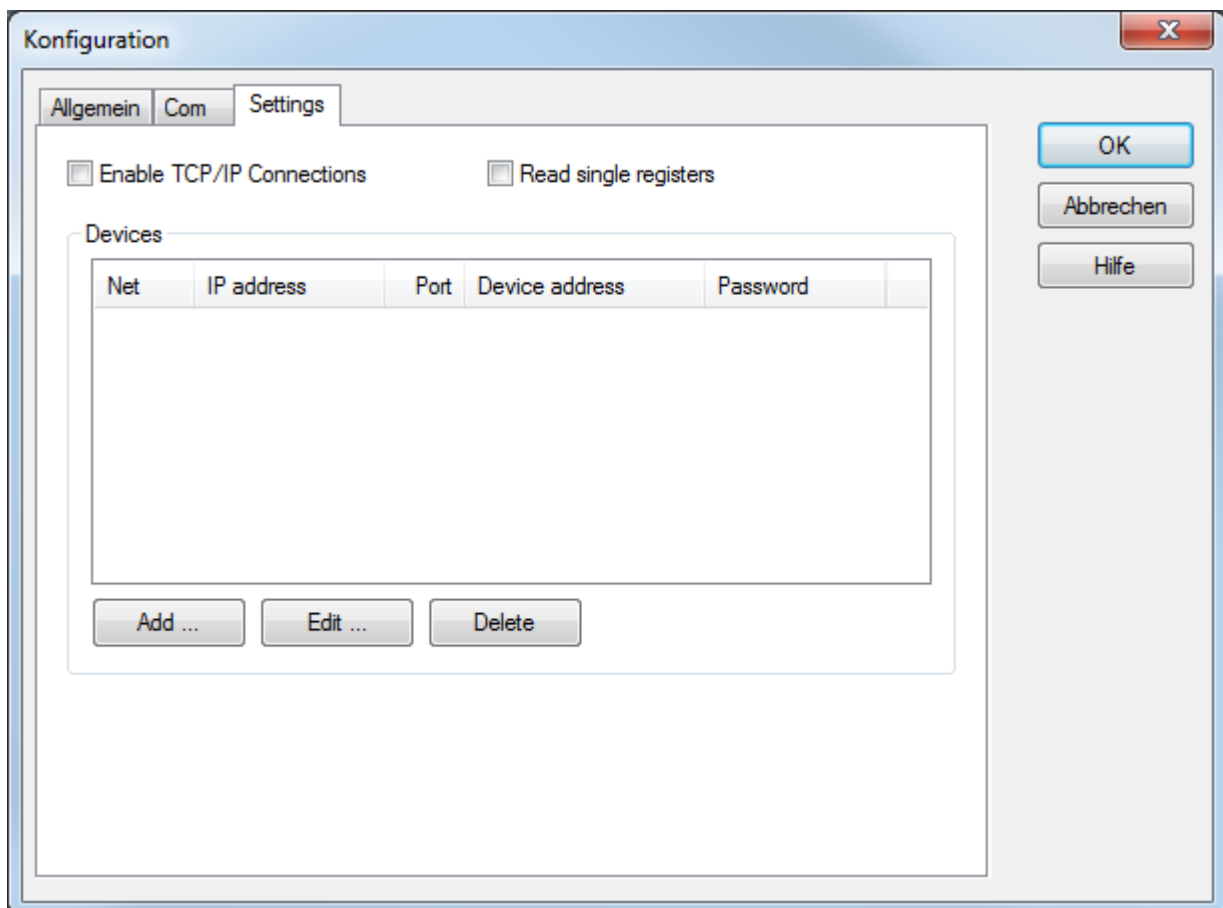 Konfiguration
Allgemein Com Settings
Enable TCP/IP Connections Read single registers
OK
Abbrechen
Hilfe
Devices
Net IP address Port Device address Password
Add ... Edit ... Delete